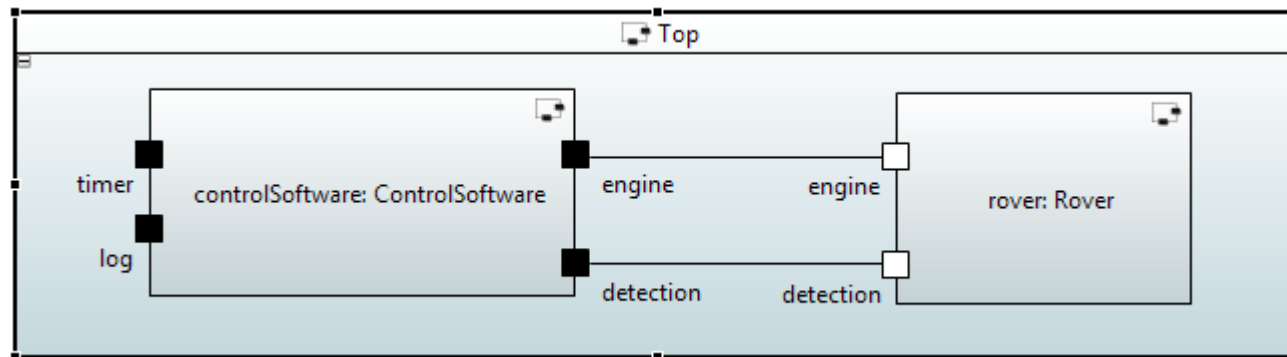 Top
timer
log
controlSoftware: ControlSoftware
engine
detection
engine
detection
rover: Rover